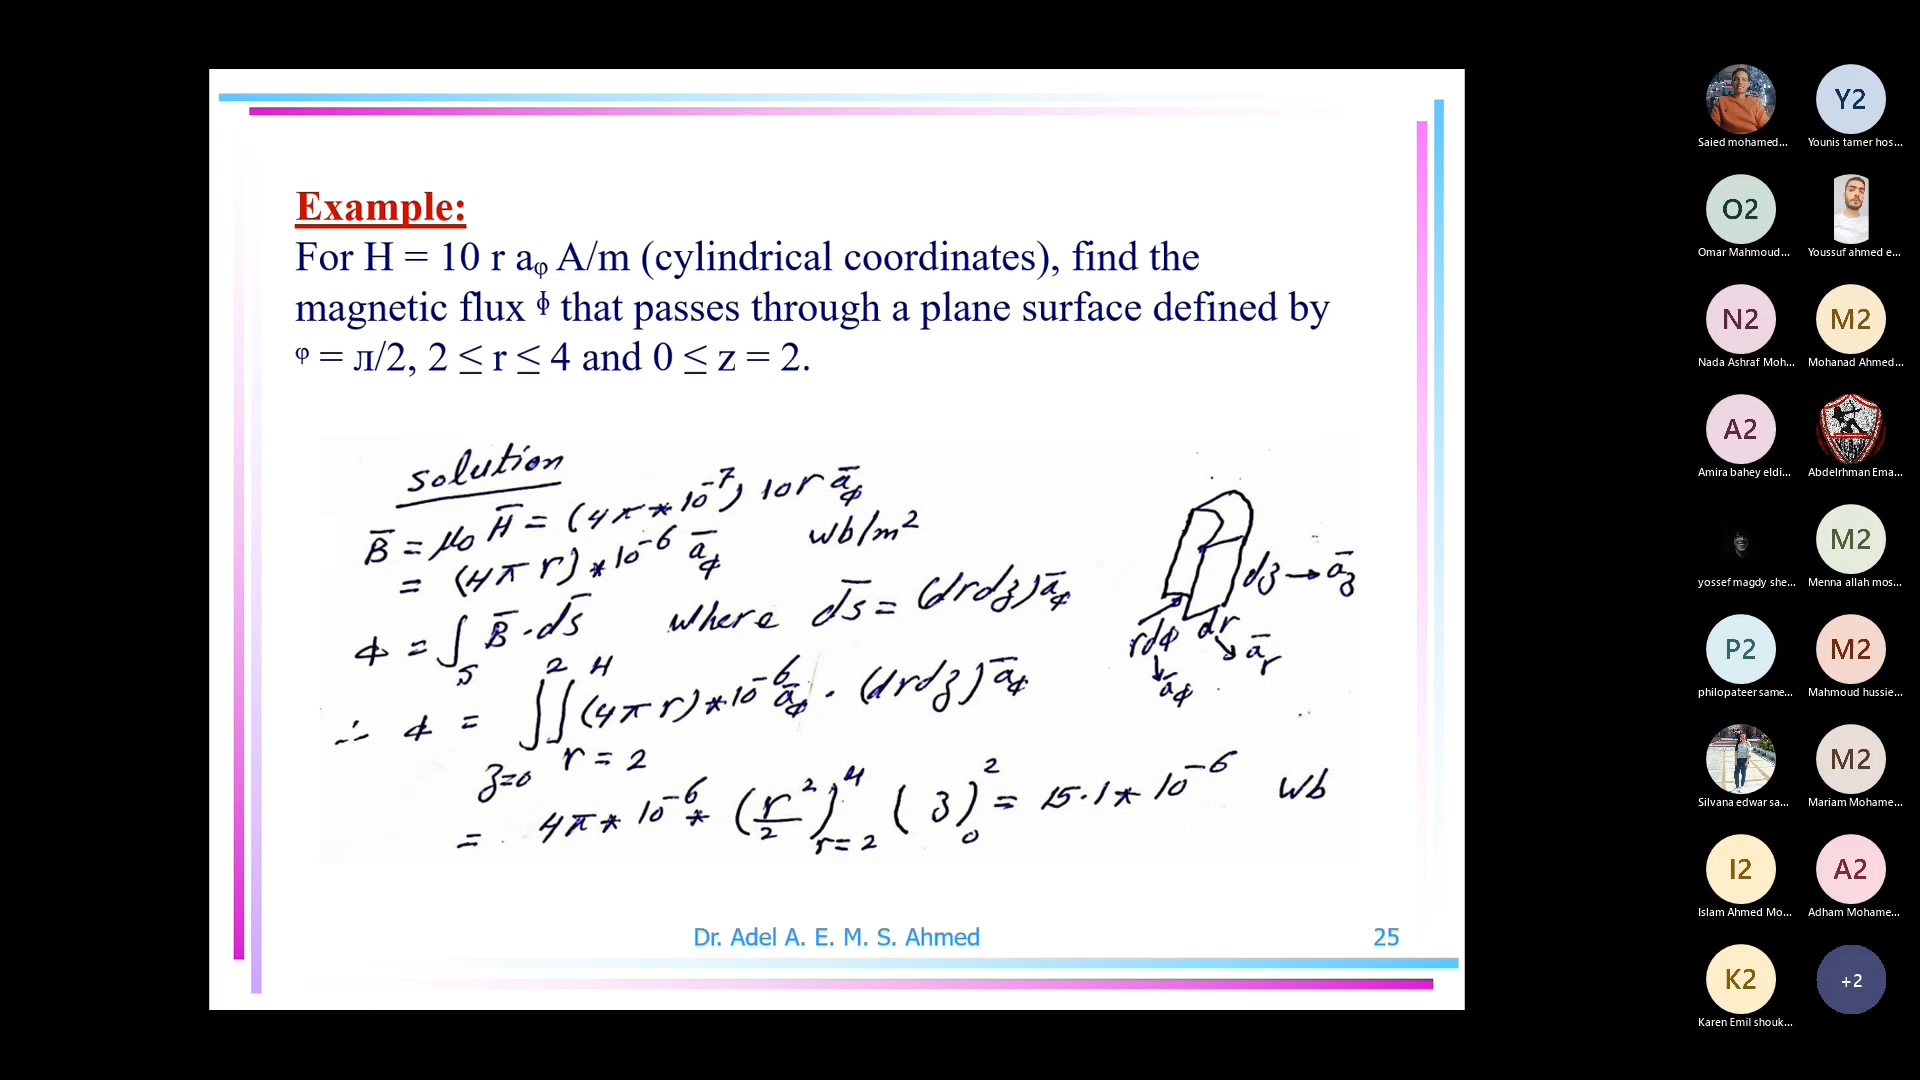 Example:
For H = 10 r aφ A/m (cylindrical coordinates), find the
magnetic flux ϕ that passes through a plane surface defined by
φ = π/2, 2 ≤ r ≤ 4 and 0 ≤ z = 2.
solution
B̄ = μ₀ H̄ = (4π * 10⁻⁷) 10 r āϕ
= (4π r) * 10⁻⁶ āϕ wb/m²
ϕ = ∫s B̄ · ds̄ where ds̄ = (dr dz) āϕ
∴ ϕ = ∫_{z=0}^{2} ∫_{r=2}^{4} (4π r) * 10⁻⁶ āϕ · (dr dz) āϕ
= 4π * 10⁻⁶ * (r²/2)_{r=2}^{4} (z)_{0}^{2} = 15.1 * 10⁻⁶ wb
dz → āz
rdϕ
āϕ
dr
ār
Dr. Adel A. E. M. S. Ahmed
25
Saied mohamed...
Y2
Younis tamer hos...
O2
Omar Mahmoud...
Youssuf ahmed e...
N2
Nada Ashraf Moh...
M2
Mohanad Ahmed...
A2
Amira bahey eldi...
Abdelrhman Ema...
yossef magdy she...
M2
Menna allah mos...
P2
philopateer same...
M2
Mahmoud hussie...
Silvana edwar sa...
M2
Mariam Mohame...
I2
Islam Ahmed Mo...
A2
Adham Mohame...
K2
Karen Emil shouk...
+2